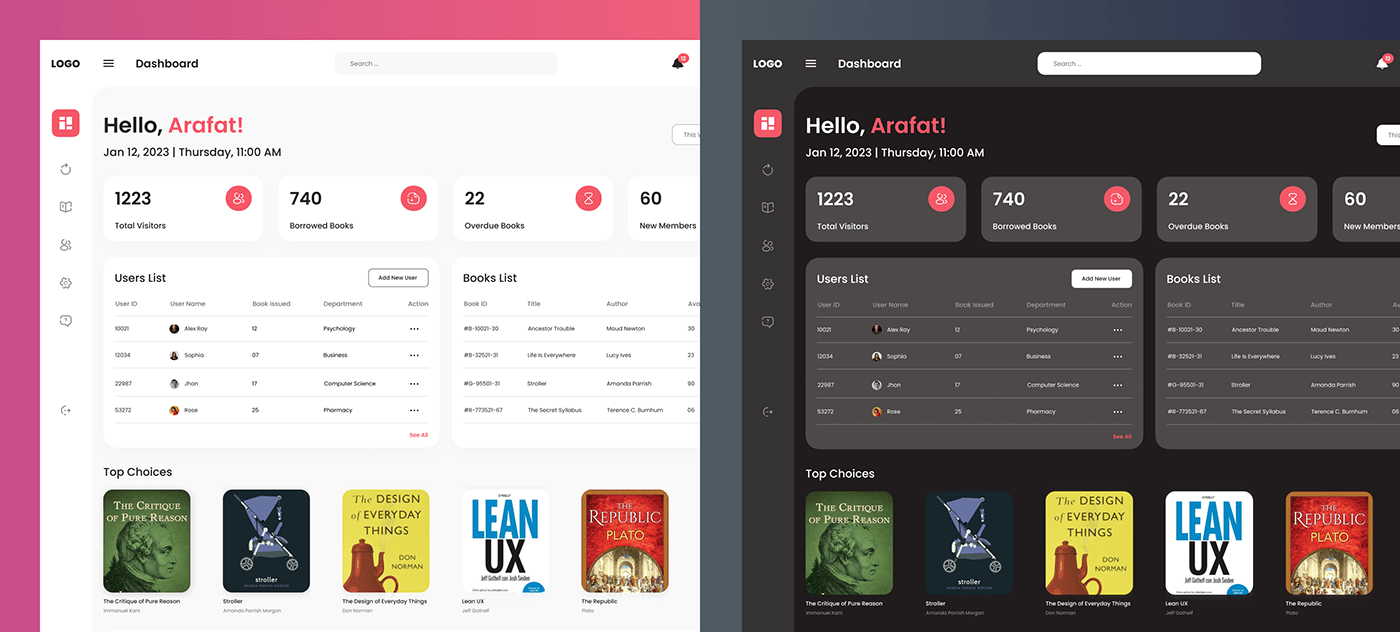 LOGO Dashboard Search ... 12
Hello, Arafat!
Jan 12, 2023 | Thursday, 11:00 AM
This
1223 740 22 60
Total Visitors Borrowed Books Overdue Books New Members
Users List Add New User Books List
User ID User Name Book Issued Department Action Book ID Title Author
10021 Alex Ray 12 Psychology #B-10021-30 Ancestor Trouble Maud Newton 30
12034 Sophia 07 Business #B-32521-31 Life Is Everywhere Lucy Ives 23
22987 Jhon 17 Computer Science #G-95501-31 Stroller Amanda Parrish 90
53272 Rose 25 Pharmacy #R-773521-67 The Secret Syllabus Terence C. Burnhum 06
See All
Top Choices
THE CRITIQUE
OF PURE REASON
stroller
The DESIGN
of EVERYDAY
THINGS
DON
NORMAN
LEAN
UX
Jeff Gothelf con Josh Seiden
THE
REPUBLIC
PLATO
The Critique of Pure Reason Stroller The Design of Everyday Things Lean UX The Republic
Immanuel Kant Amanda Parrish Morgan Don Norman Jeff Gothelf Plato
LOGO Dashboard Search ... 12
Hello, Arafat!
Jan 12, 2023 | Thursday, 11:00 AM
This
1223 740 22 60
Total Visitors Borrowed Books Overdue Books New Members
Users List Add New User Books List
User ID User Name Book Issued Department Action Book ID Title Author
10021 Alex Ray 12 Psychology #B-10021-30 Ancestor Trouble Maud Newton 30
12034 Sophia 07 Business #B-32521-31 Life Is Everywhere Lucy Ives 23
22987 Jhon 17 Computer Science #G-95501-31 Stroller Amanda Parrish 90
53272 Rose 25 Pharmacy #R-773521-67 The Secret Syllabus Terence C. Burnhum 06
See All
Top Choices
THE CRITIQUE
OF PURE REASON
stroller
The DESIGN
of EVERYDAY
THINGS
DON
NORMAN
LEAN
UX
Jeff Gothelf con Josh Seiden
THE
REPUBLIC
PLATO
The Critique of Pure Reason Stroller The Design of Everyday Things Lean UX The Republic
Immanuel Kant Amanda Parrish Morgan Don Norman Jeff Gothelf Plato